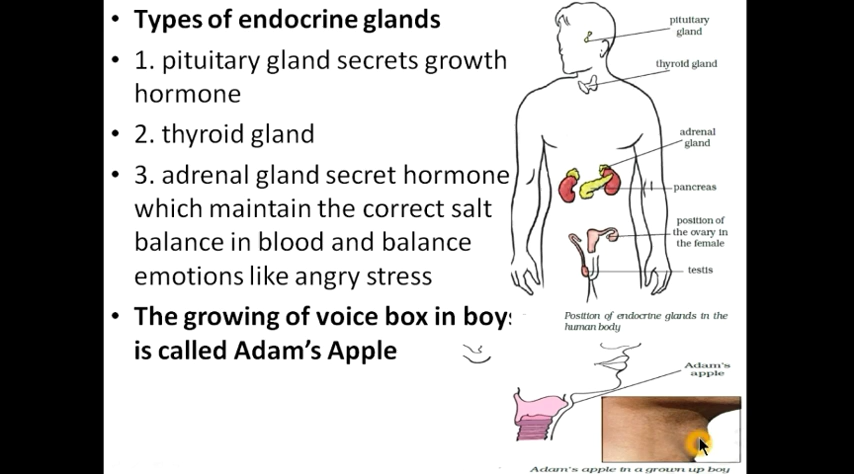 • Types of endocrine glands
• 1. pituitary gland secrets growth
hormone
• 2. thyroid gland
• 3. adrenal gland secret hormone
which maintain the correct salt
balance in blood and balance
emotions like angry stress
• The growing of voice box in boys
is called Adam's Apple
pituitary
gland
thyroid gland
adrenal
gland
pancreas
position of
the ovary in
the female
testis
Position of endocrine glands in the
human body
Adam's
apple
Adam's apple in a grown up boy